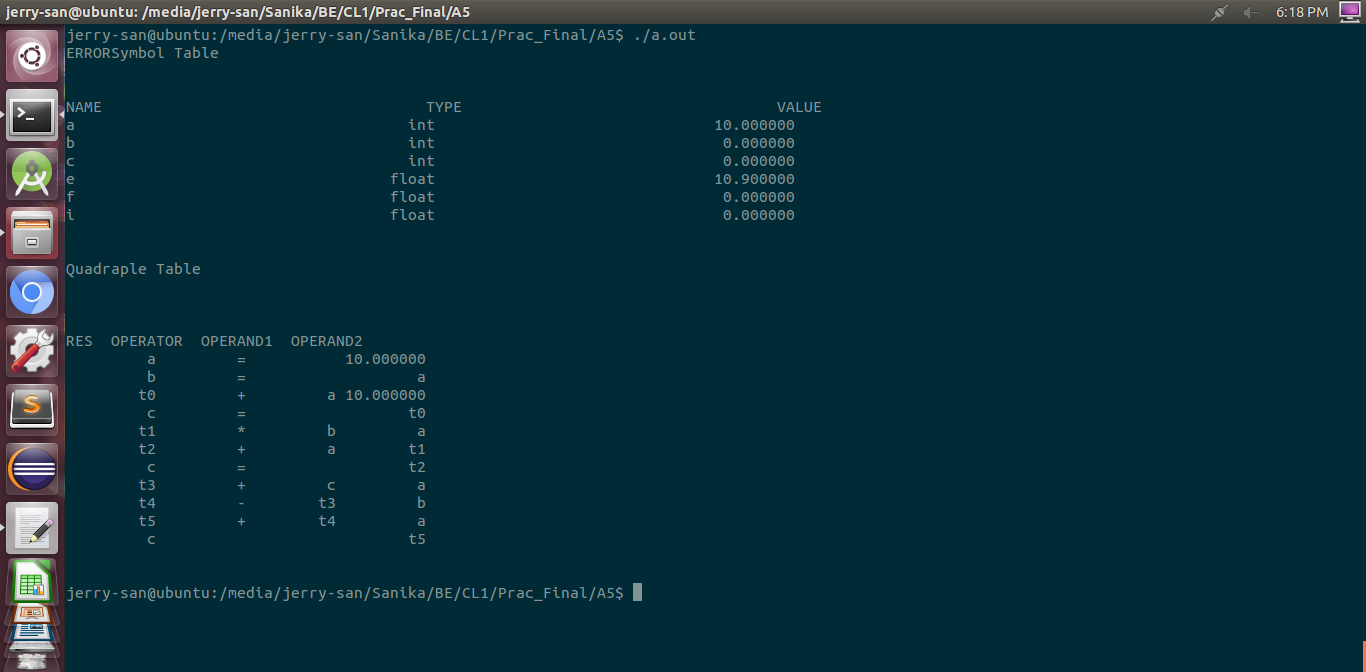 jerry-san@ubuntu: /media/jerry-san/Sanika/BE/CL1/Prac_Final/A5
6:18 PM
jerry-san@ubuntu:/media/jerry-san/Sanika/BE/CL1/Prac_Final/A5$ ./a.out
ERRORSymbol Table
NAME TYPE VALUE
a int 10.000000
b int 0.000000
c int 0.000000
e float 10.900000
f float 0.000000
i float 0.000000
Quadraple Table
RES OPERATOR OPERAND1 OPERAND2
a = 10.000000
b = a
t0 + a 10.000000
c = t0
t1 * b a
t2 + a t1
c = t2
t3 + c a
t4 - t3 b
t5 + t4 a
c t5
jerry-san@ubuntu:/media/jerry-san/Sanika/BE/CL1/Prac_Final/A5$